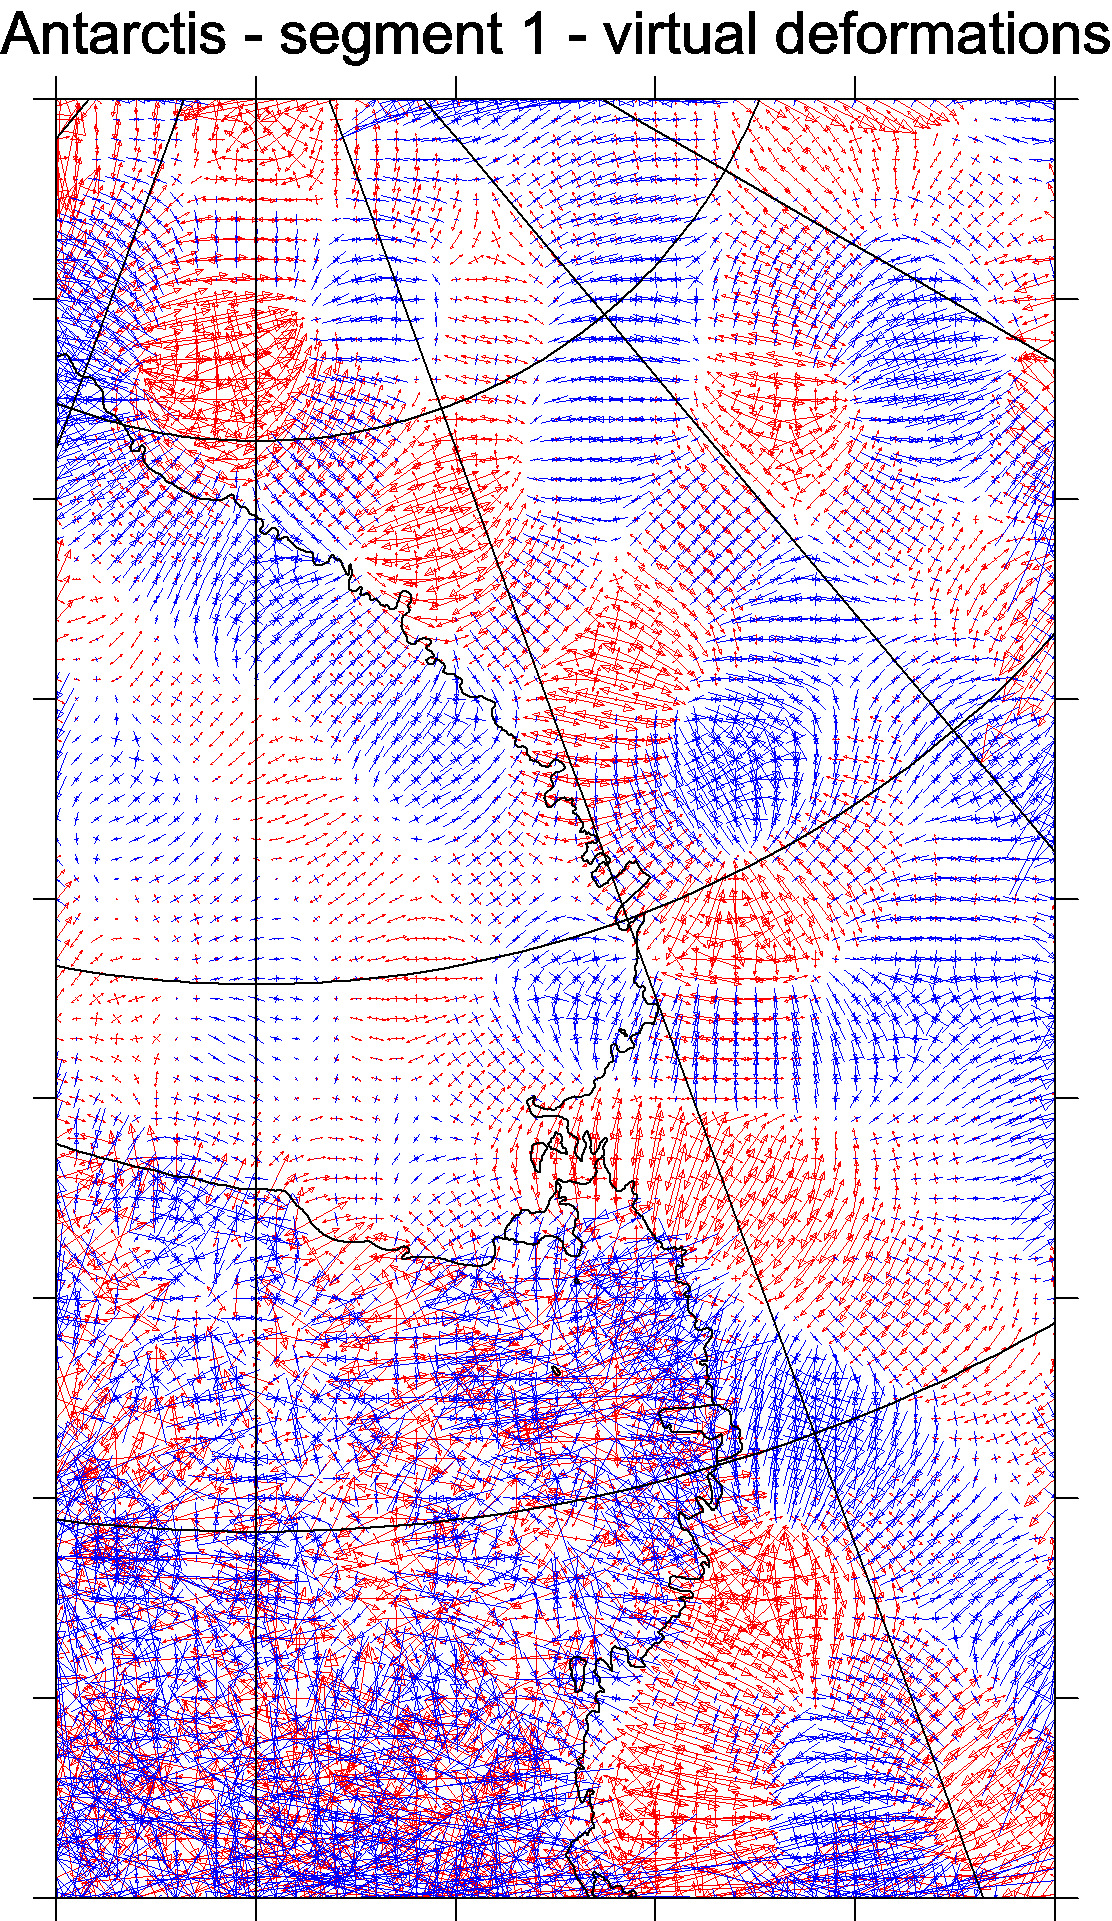 Antarctis - segment 1 - virtual deformations